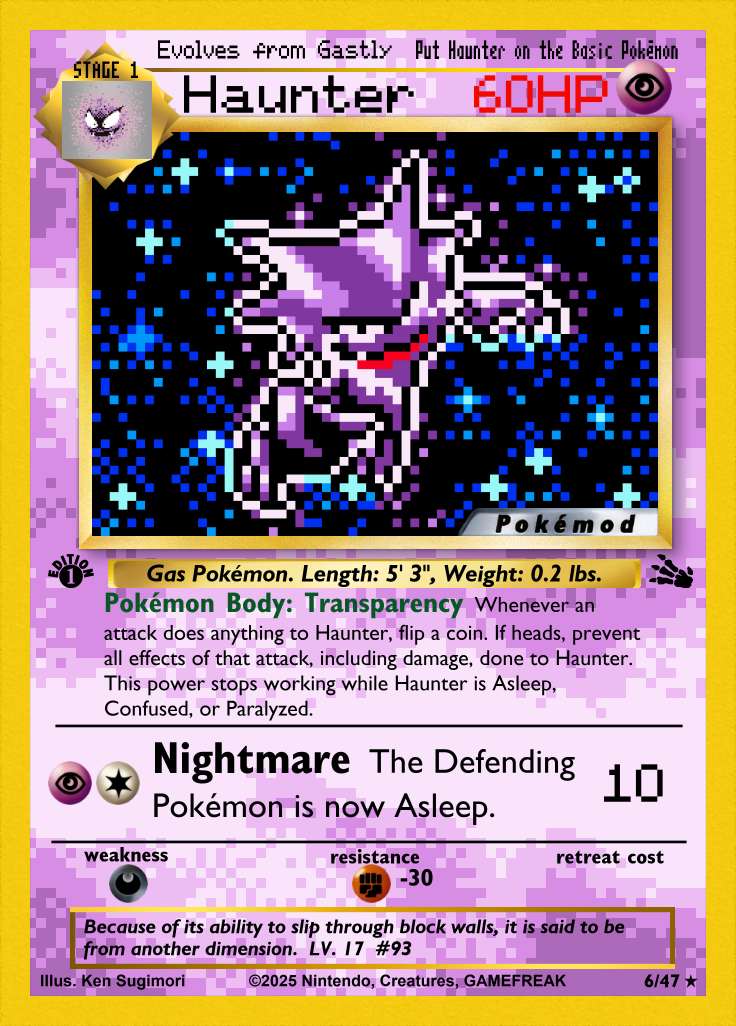 Evolves from Gastly Put Haunter on the Basic Pokémon
STAGE 1
Haunter 60HP
Pokémod
EDITION
1
Gas Pokémon. Length: 5' 3", Weight: 0.2 lbs.
Pokémon Body: Transparency Whenever an
attack does anything to Haunter, flip a coin. If heads, prevent
all effects of that attack, including damage, done to Haunter.
This power stops working while Haunter is Asleep,
Confused, or Paralyzed.
Nightmare The Defending 10
Pokémon is now Asleep.
weakness resistance retreat cost
-30
Because of its ability to slip through block walls, it is said to be
from another dimension. LV. 17 #93
Illus. Ken Sugimori ©2025 Nintendo, Creatures, GAMEFREAK 6/47 ★